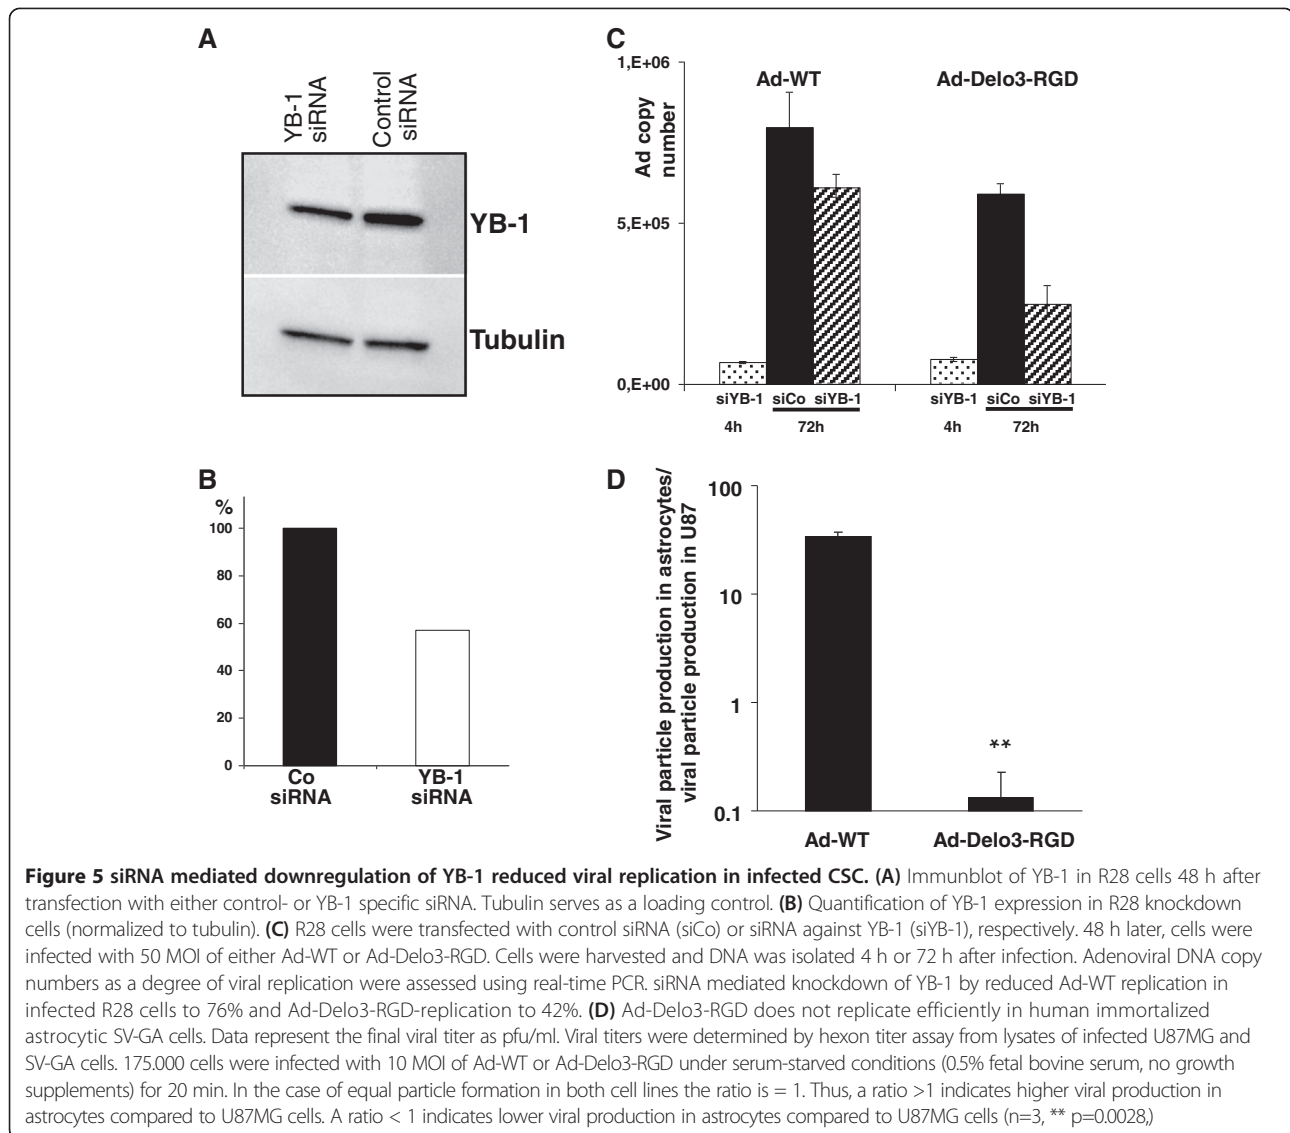 A
YB-1
siRNA
Control
siRNA
YB-1
Tubulin
C
1,E+06
5,E+05
0,E+00
Ad copy
number
Ad-WT
Ad-Delo3-RGD
siYB-1 siCo siYB-1 siYB-1 siCo siYB-1
4h 72h 4h 72h
B
%
100
80
60
40
20
0
Co
siRNA
YB-1
siRNA
D
Viral particle production in astrocytes/
viral particle production in U87
100
10
1
0.1
**
Ad-WT
Ad-Delo3-RGD
Figure 5 siRNA mediated downregulation of YB-1 reduced viral replication in infected CSC. (A) Immunblot of YB-1 in R28 cells 48 h after
transfection with either control- or YB-1 specific siRNA. Tubulin serves as a loading control. (B) Quantification of YB-1 expression in R28 knockdown
cells (normalized to tubulin). (C) R28 cells were transfected with control siRNA (siCo) or siRNA against YB-1 (siYB-1), respectively. 48 h later, cells were
infected with 50 MOI of either Ad-WT or Ad-Delo3-RGD. Cells were harvested and DNA was isolated 4 h or 72 h after infection. Adenoviral DNA copy
numbers as a degree of viral replication were assessed using real-time PCR. siRNA mediated knockdown of YB-1 by reduced Ad-WT replication in
infected R28 cells to 76% and Ad-Delo3-RGD-replication to 42%. (D) Ad-Delo3-RGD does not replicate efficiently in human immortalized
astrocytic SV-GA cells. Data represent the final viral titer as pfu/ml. Viral titers were determined by hexon titer assay from lysates of infected U87MG and
SV-GA cells. 175.000 cells were infected with 10 MOI of Ad-WT or Ad-Delo3-RGD under serum-starved conditions (0.5% fetal bovine serum, no growth
supplements) for 20 min. In the case of equal particle formation in both cell lines the ratio is = 1. Thus, a ratio >1 indicates higher viral production in
astrocytes compared to U87MG cells. A ratio < 1 indicates lower viral production in astrocytes compared to U87MG cells (n=3, ** p=0.0028,)